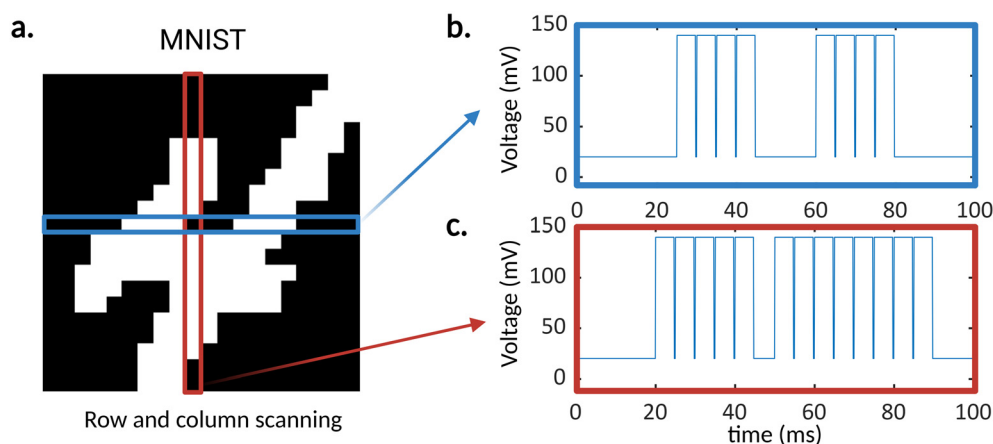 a.
MNIST
Row and column scanning
b.
Voltage (mV)
150
100
50
0
0 20 40 60 80 100
c.
Voltage (mV)
150
100
50
0
0 20 40 60 80 100
time (ms)